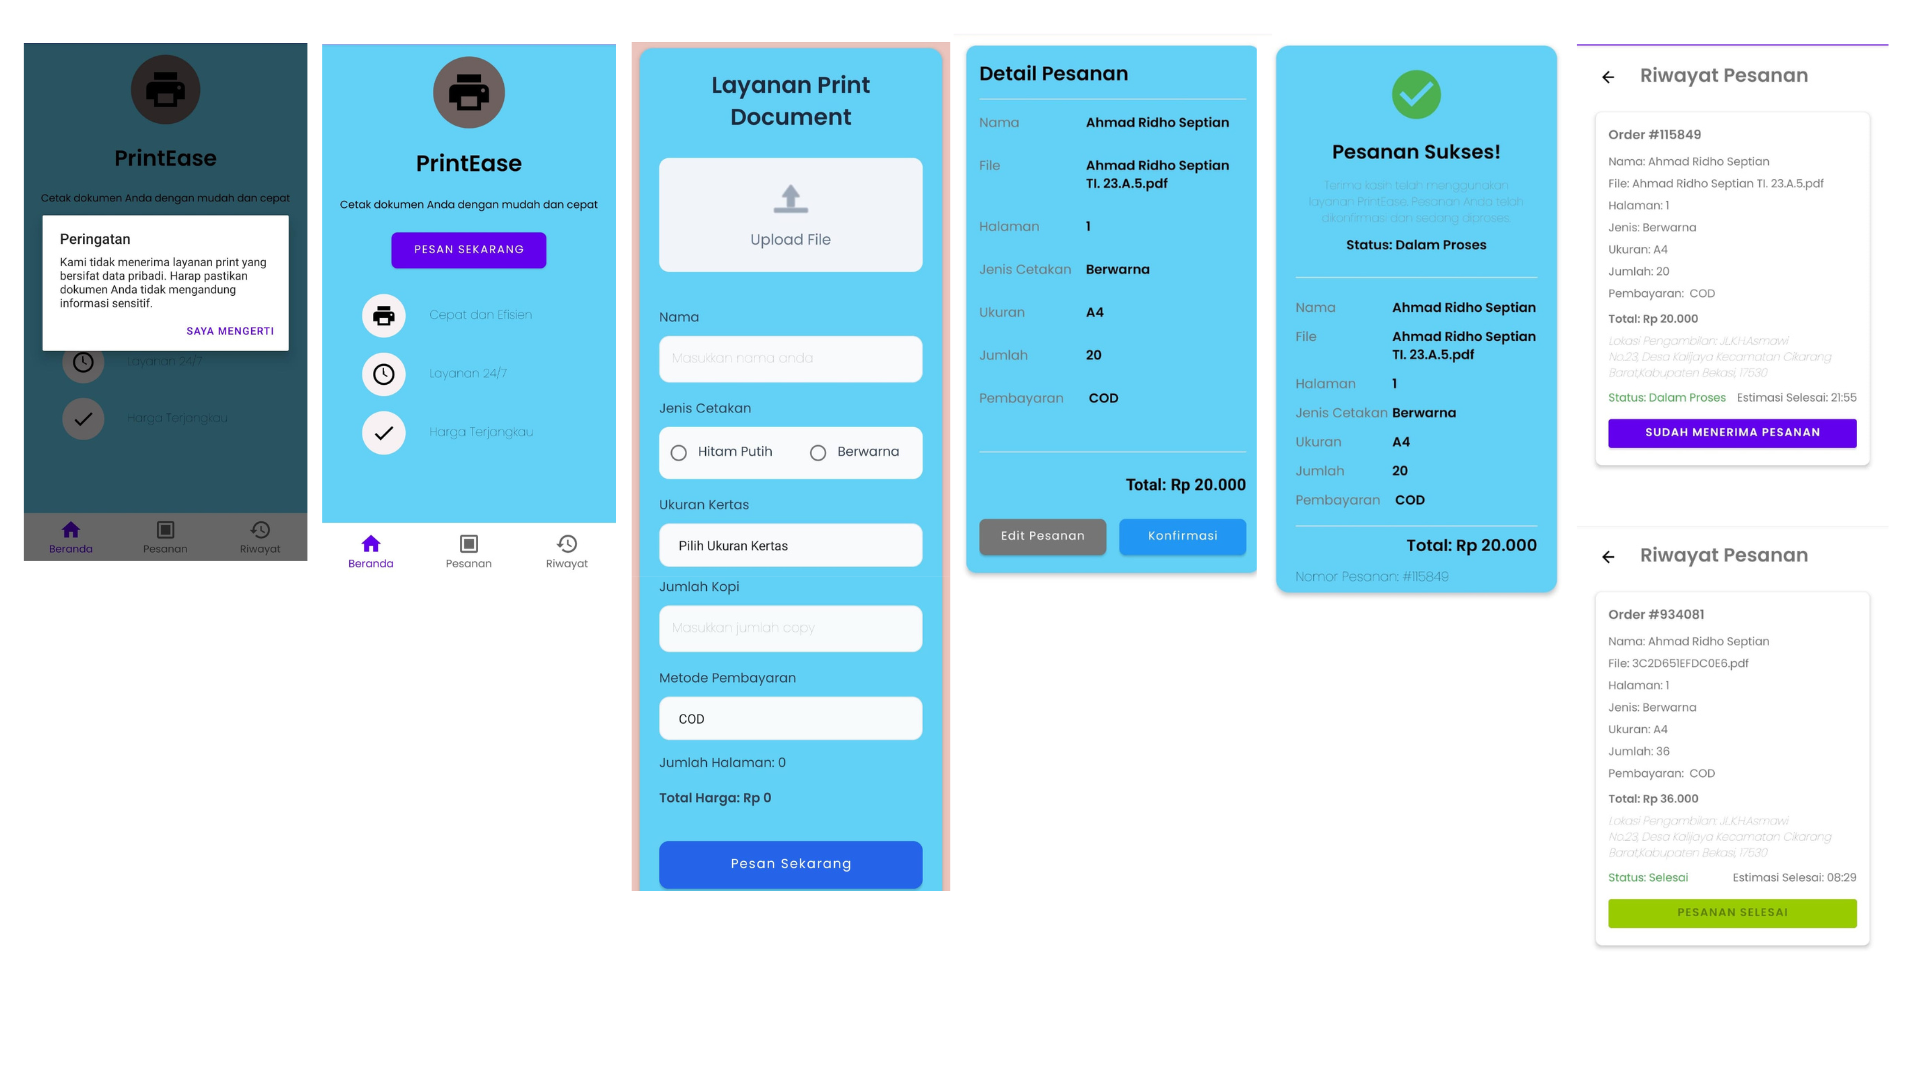 PrintEase
Cetak dokumen Anda dengan mudah dan cepat
Peringatan
Kami tidak menerima layanan print yang
bersifat data pribadi. Harap pastikan
dokumen Anda tidak mengandung
informasi sensitif.
SAYA MENGERTI
Layanan 24/7
Harga Terjangkau
Beranda
Pesanan
Riwayat
PrintEase
Cetak dokumen Anda dengan mudah dan cepat
PESAN SEKARANG
Cepat dan Efisien
Layanan 24/7
Harga Terjangkau
Beranda
Pesanan
Riwayat
Layanan Print
Document
Upload File
Nama
Masukkan nama anda
Jenis Cetakan
Hitam Putih
Berwarna
Ukuran Kertas
Pilih Ukuran Kertas
Jumlah Kopi
Masukkan jumlah copy
Metode Pembayaran
COD
Jumlah Halaman: 0
Total Harga: Rp 0
Pesan Sekarang
Detail Pesanan
Nama Ahmad Ridho Septian
File Ahmad Ridho Septian
TI. 23.A.5.pdf
Halaman 1
Jenis Cetakan Berwarna
Ukuran A4
Jumlah 20
Pembayaran COD
Total: Rp 20.000
Edit Pesanan
Konfirmasi
Pesanan Sukses!
Terima kasih telah menggunakan
layanan PrintEase. Pesanan Anda telah
dikonfirmasi dan sedang diproses.
Status: Dalam Proses
Nama Ahmad Ridho Septian
File Ahmad Ridho Septian
TI. 23.A.5.pdf
Halaman 1
Jenis Cetakan Berwarna
Ukuran A4
Jumlah 20
Pembayaran COD
Total: Rp 20.000
Nomor Pesanan: #115849
Riwayat Pesanan
Order #115849
Nama: Ahmad Ridho Septian
File: Ahmad Ridho Septian TI. 23.A.5.pdf
Halaman: 1
Jenis: Berwarna
Ukuran: A4
Jumlah: 20
Pembayaran: COD
Total: Rp 20.000
Lokasi Pengambilan: JL.K.H.Asmawi
No.23, Desa Kalijaya Kecamatan Cikarang
Barat,Kabupaten Bekasi, 17530
Status: Dalam Proses Estimasi Selesai: 21:55
SUDAH MENERIMA PESANAN
Riwayat Pesanan
Order #934081
Nama: Ahmad Ridho Septian
File: 3C2D651EFDC0E6.pdf
Halaman: 1
Jenis: Berwarna
Ukuran: A4
Jumlah: 36
Pembayaran: COD
Total: Rp 36.000
Lokasi Pengambilan: JL.K.H.Asmawi
No.23, Desa Kalijaya Kecamatan Cikarang
Barat,Kabupaten Bekasi, 17530
Status: Selesai Estimasi Selesai: 08:29
PESANAN SELESAI